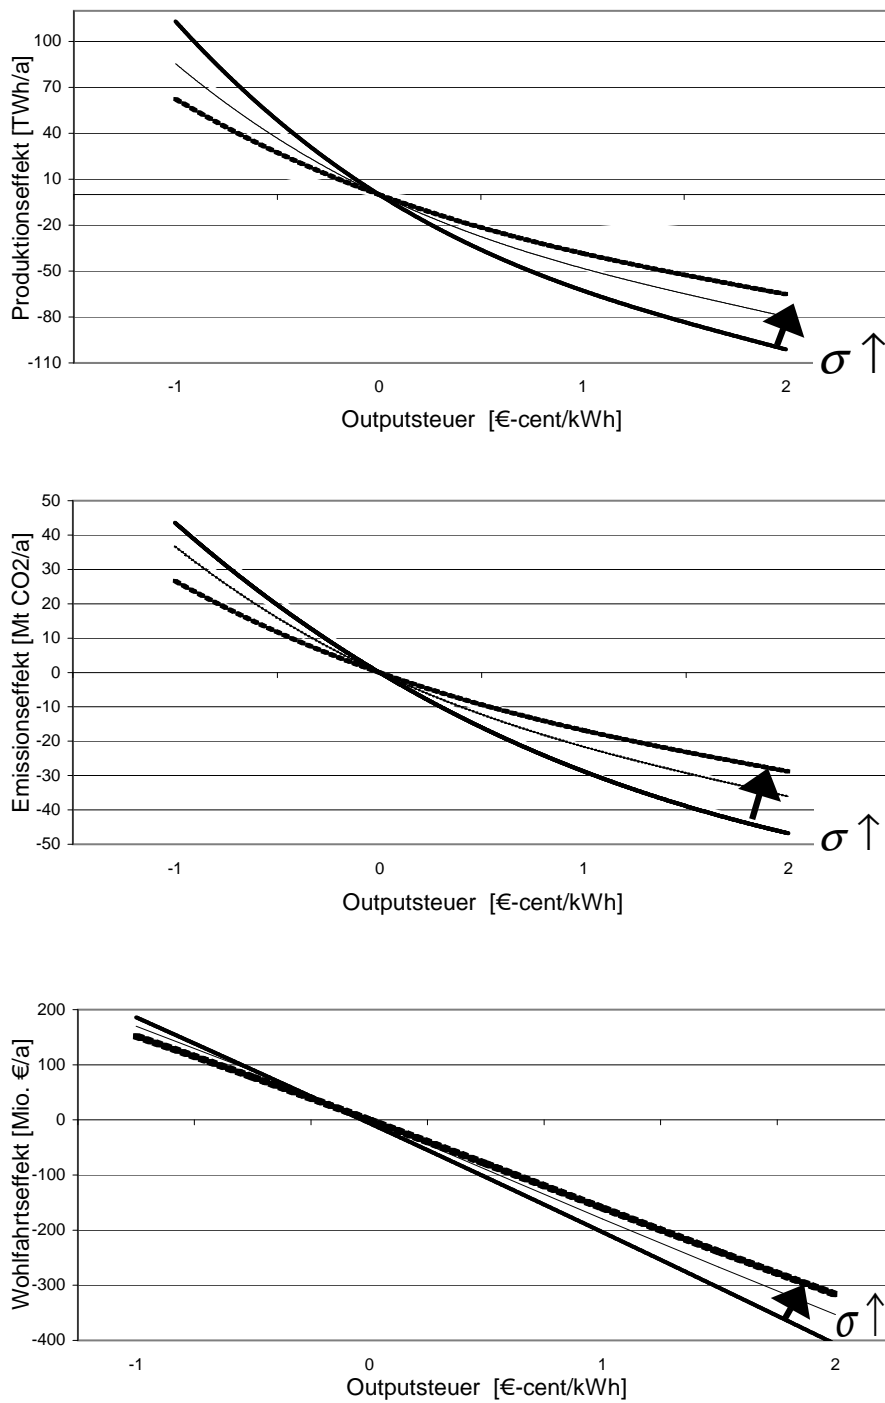 Produktionseffekt [TWh/a]
100
70
40
10
-20
-50
-80
-110
-1 0 1 2
σ ↑
Outputsteuer [€-cent/kWh]
Emissionseffekt [Mt CO2/a]
50
40
30
20
10
0
-10
-20
-30
-40
-50
σ ↑
-1 0 1 2
Outputsteuer [€-cent/kWh]
Wohlfahrtseffekt [Mio. €/a]
200
100
0
-100
-200
-300
-400
σ ↑
-1 0 1 2
Outputsteuer [€-cent/kWh]